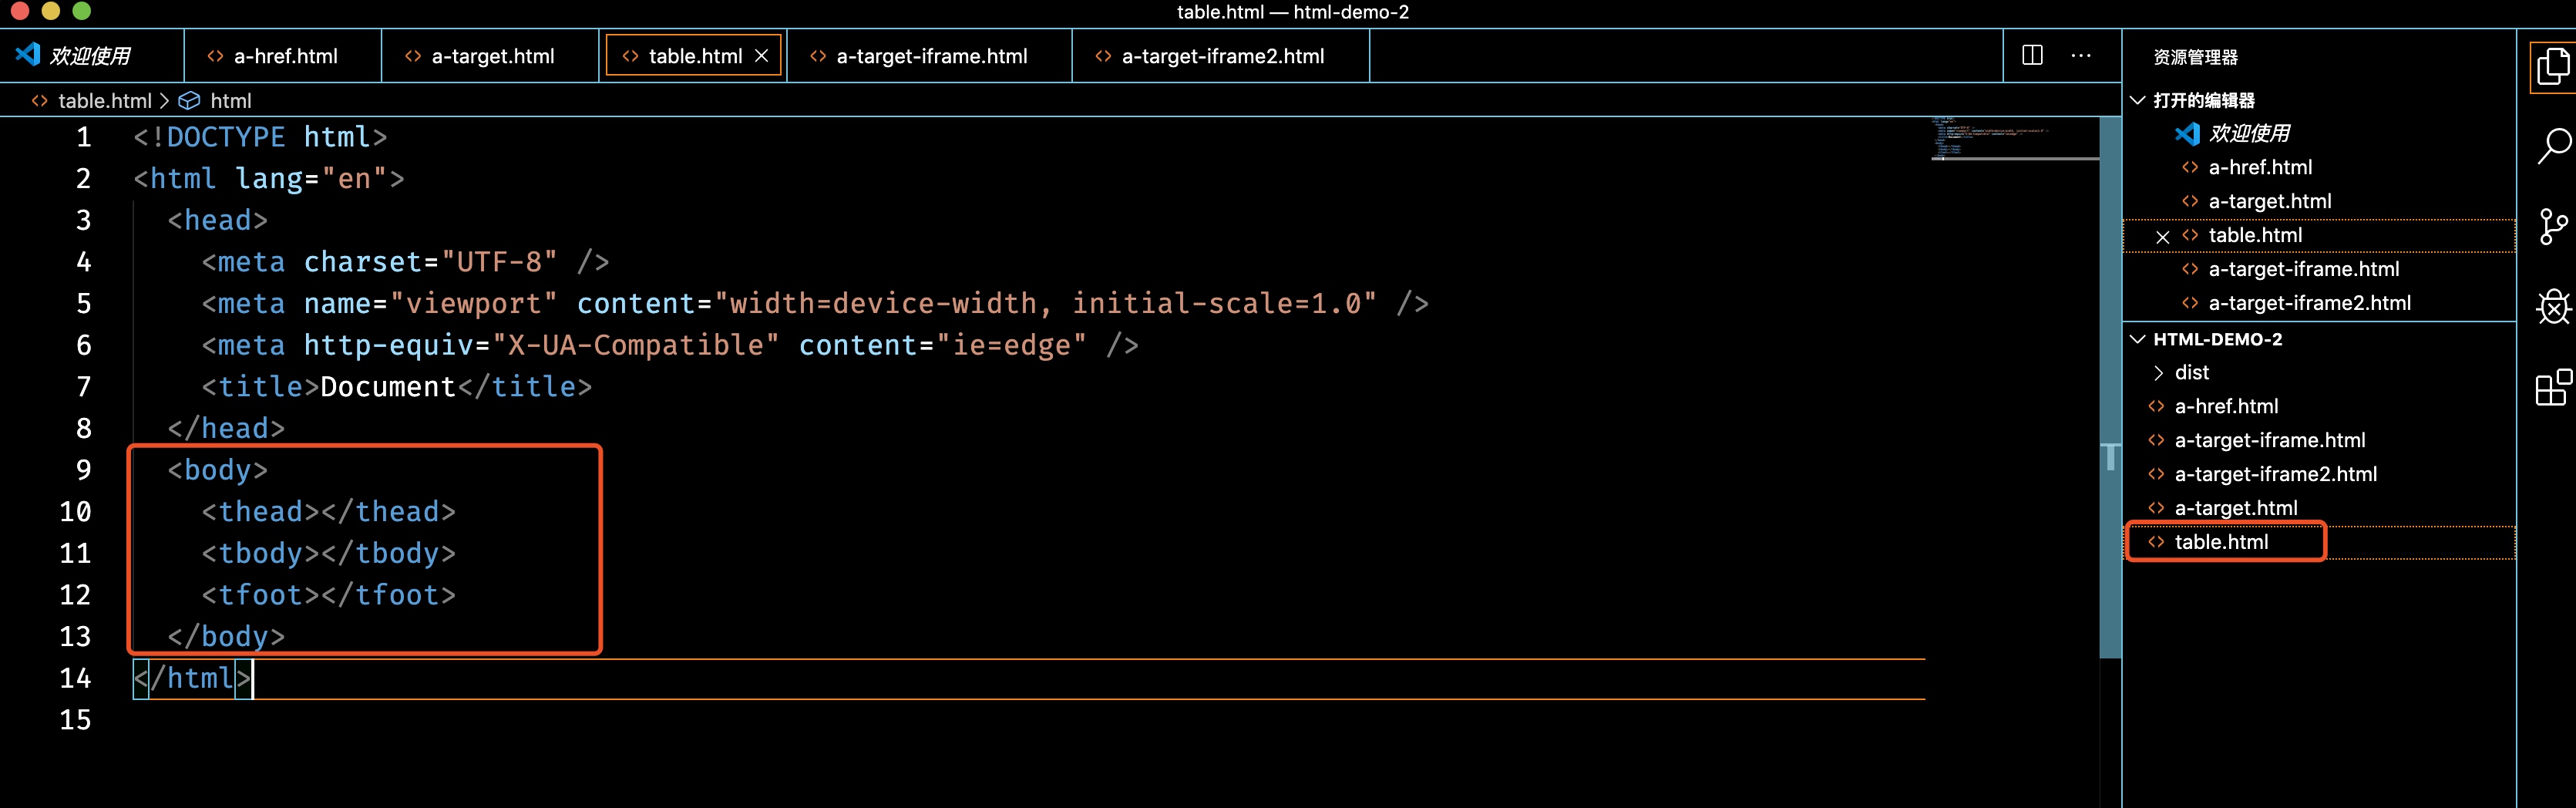 table.html — html-demo-2
欢迎使用
a-href.html
a-target.html
table.html
a-target-iframe.html
a-target-iframe2.html
table.html > html
1 <!DOCTYPE html>
2 <html lang="en">
3 <head>
4 <meta charset="UTF-8" />
5 <meta name="viewport" content="width=device-width, initial-scale=1.0" />
6 <meta http-equiv="X-UA-Compatible" content="ie=edge" />
7 <title>Document</title>
8 </head>
9 <body>
10 <thead></thead>
11 <tbody></tbody>
12 <tfoot></tfoot>
13 </body>
14 </html>
15
资源管理器
打开的编辑器
欢迎使用
a-href.html
a-target.html
table.html
a-target-iframe.html
a-target-iframe2.html
HTML-DEMO-2
dist
a-href.html
a-target-iframe.html
a-target-iframe2.html
a-target.html
table.html